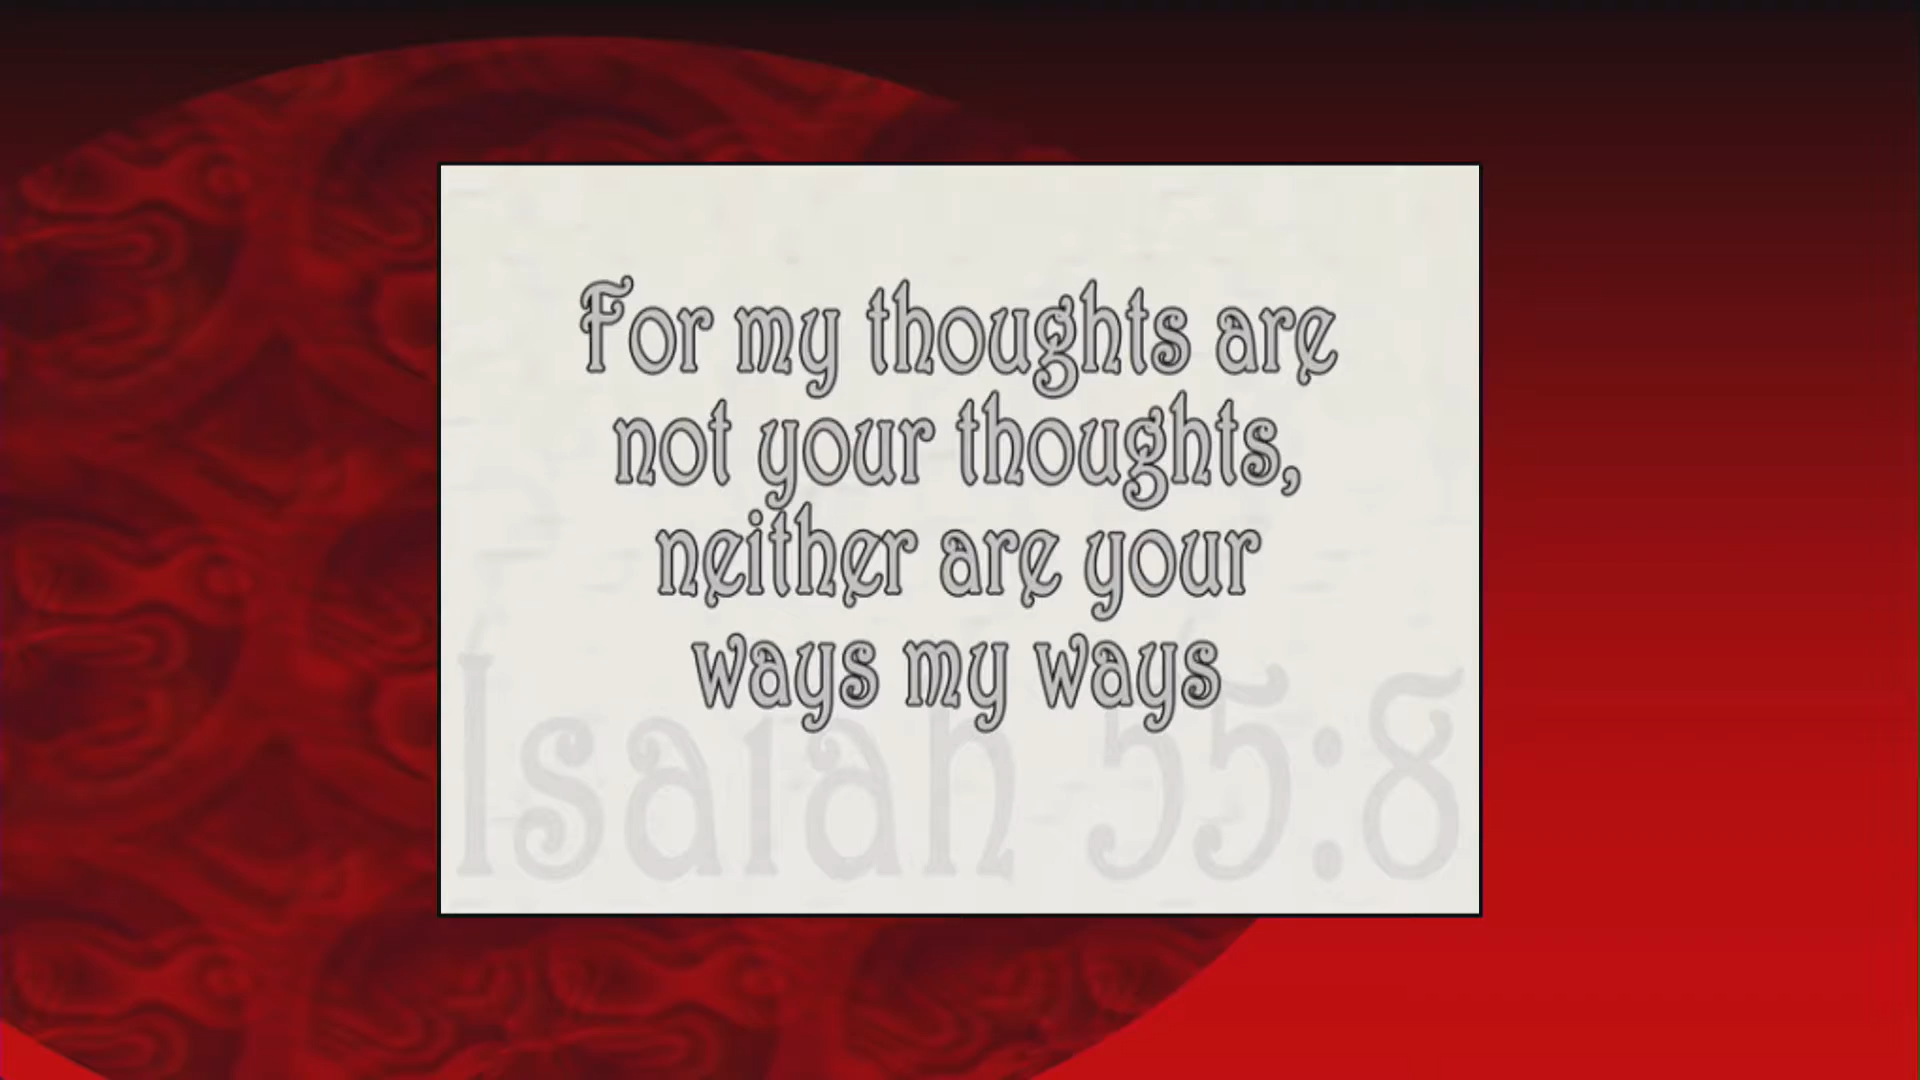 For my thoughts are
not your thoughts,
neither are your
ways my ways
Isaiah 55:8